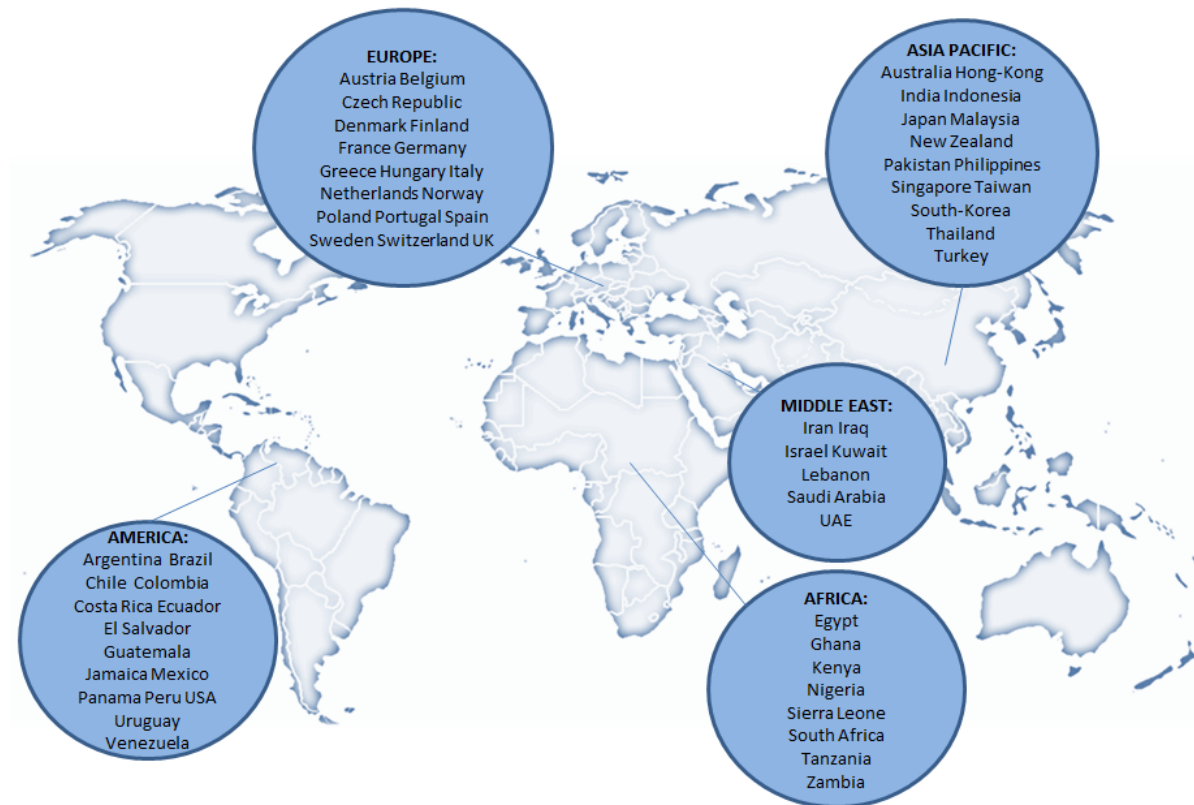 EUROPE:
Austria Belgium
Czech Republic
Denmark Finland
France Germany
Greece Hungary Italy
Netherlands Norway
Poland Portugal Spain
Sweden Switzerland UK
ASIA PACIFIC:
Australia Hong-Kong
India Indonesia
Japan Malaysia
New Zealand
Pakistan Philippines
Singapore Taiwan
South-Korea
Thailand
Turkey
MIDDLE EAST:
Iran Iraq
Israel Kuwait
Lebanon
Saudi Arabia
UAE
AMERICA:
Argentina Brazil
Chile Colombia
Costa Rica Ecuador
El Salvador
Guatemala
Jamaica Mexico
Panama Peru USA
Uruguay
Venezuela
AFRICA:
Egypt
Ghana
Kenya
Nigeria
Sierra Leone
South Africa
Tanzania
Zambia